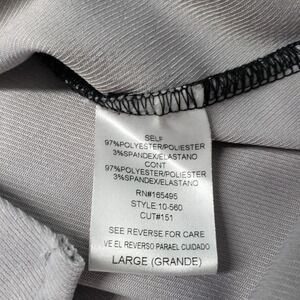 SELF
97%POLYESTER/POLIESTER
3%SPANDEX/ELASTANO
CONT
97%POLYESTER/POLIESTER
3%SPANDEX/ELASTANO
RN#165495
STYLE:10-560
CUT#151
SEE REVERSE FOR CARE
VE EL REVERSO PARAEL CUIDADO
LARGE (GRANDE)